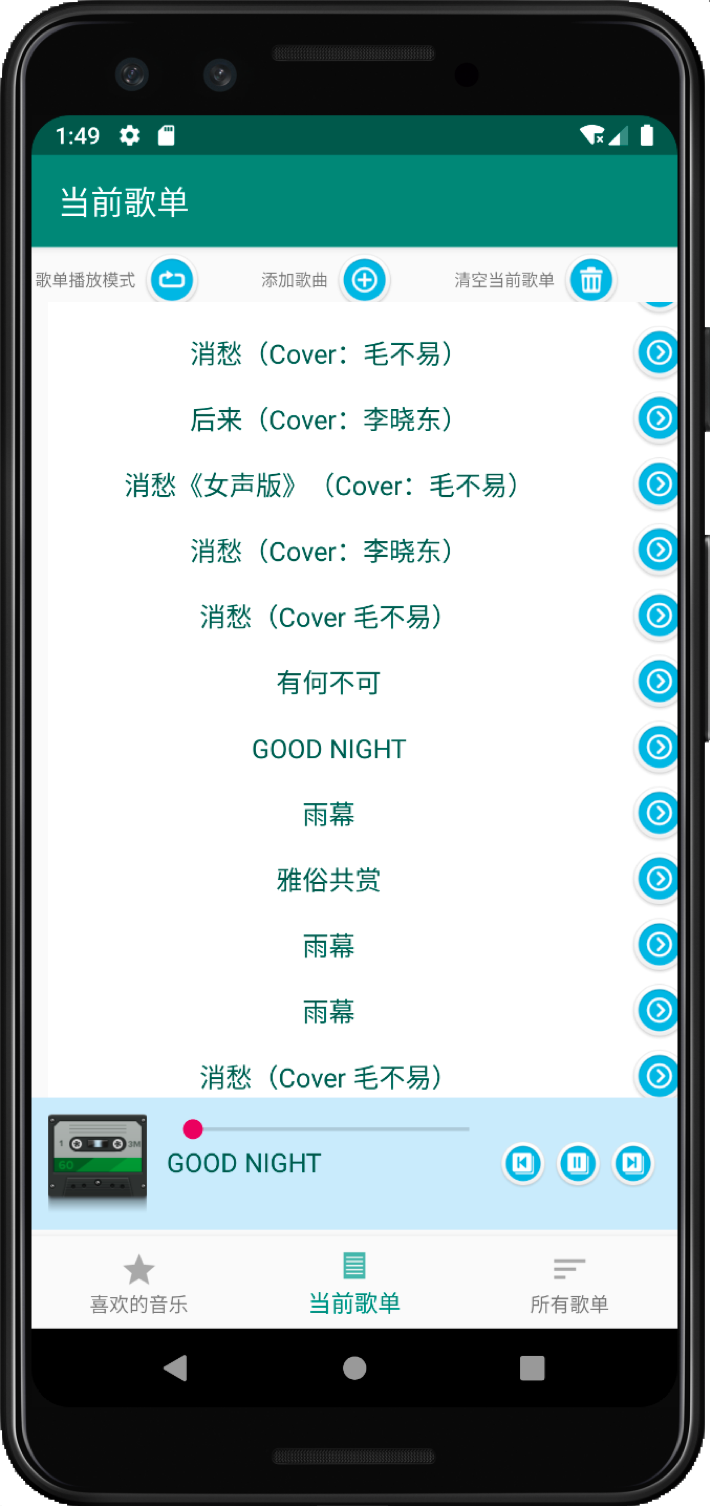 1:49
当前歌单
歌单播放模式 添加歌曲 清空当前歌单
消愁（Cover：毛不易）
后来（Cover：李晓东）
消愁《女声版》（Cover：毛不易）
消愁（Cover：李晓东）
消愁（Cover 毛不易）
有何不可
GOOD NIGHT
雨幕
雅俗共赏
雨幕
雨幕
消愁（Cover 毛不易）
1 3M
60
GOOD NIGHT
喜欢的音乐 当前歌单 所有歌单